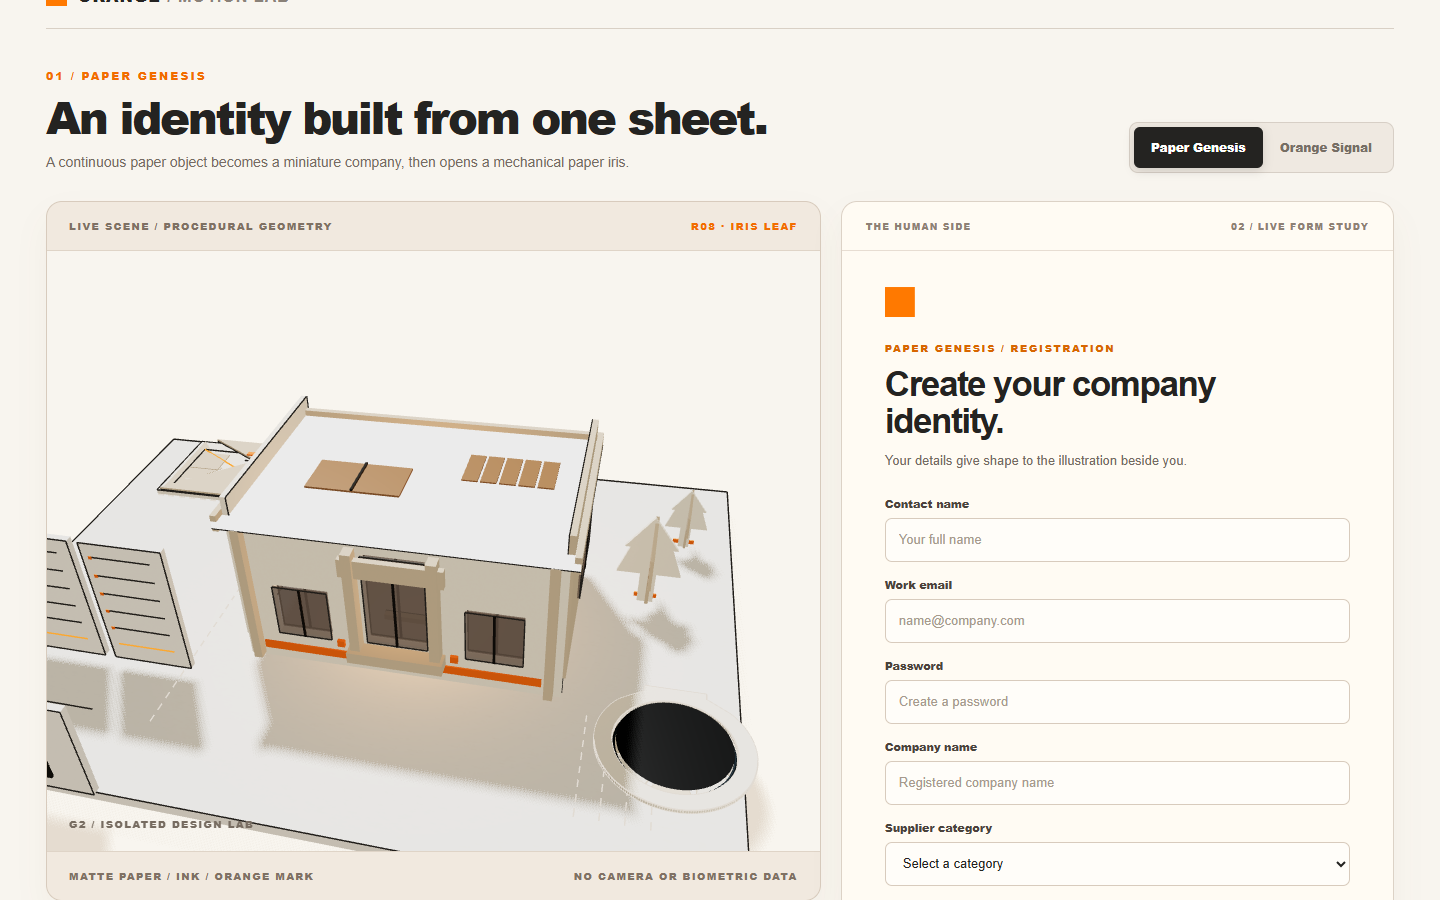 ORANGE / MOTION LAB
01 / PAPER GENESIS
An identity built from one sheet.
A continuous paper object becomes a miniature company, then opens a mechanical paper iris.
Paper Genesis
Orange Signal
LIVE SCENE / PROCEDURAL GEOMETRY
R08 · IRIS LEAF
G2 / ISOLATED DESIGN LAB
MATTE PAPER / INK / ORANGE MARK
NO CAMERA OR BIOMETRIC DATA
THE HUMAN SIDE
02 / LIVE FORM STUDY
PAPER GENESIS / REGISTRATION
Create your company
identity.
Your details give shape to the illustration beside you.
Contact name
Your full name
Work email
name@company.com
Password
Create a password
Company name
Registered company name
Supplier category
Select a category